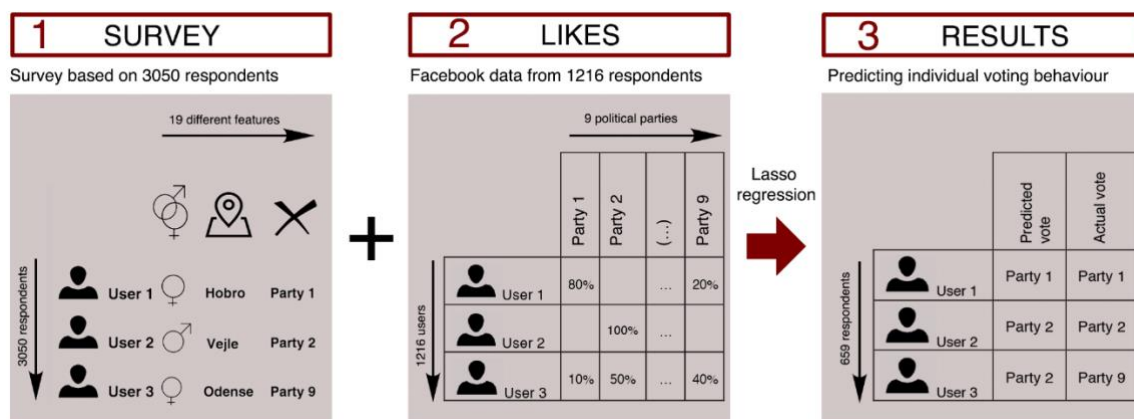 1 SURVEY
Survey based on 3050 respondents
19 different features
3050 respondents
User 1 Hobro Party 1
User 2 Vejle Party 2
User 3 Odense Party 9
+
2 LIKES
Facebook data from 1216 respondents
9 political parties
Party 1 Party 2 (...) Party 9
1216 users
User 1 80% ... 20%
User 2 100% ...
User 3 10% 50% ... 40%
Lasso
regression
3 RESULTS
Predicting individual voting behaviour
Predicted
vote
Actual vote
659 respondents
User 1 Party 1 Party 1
User 2 Party 2 Party 2
User 3 Party 2 Party 9